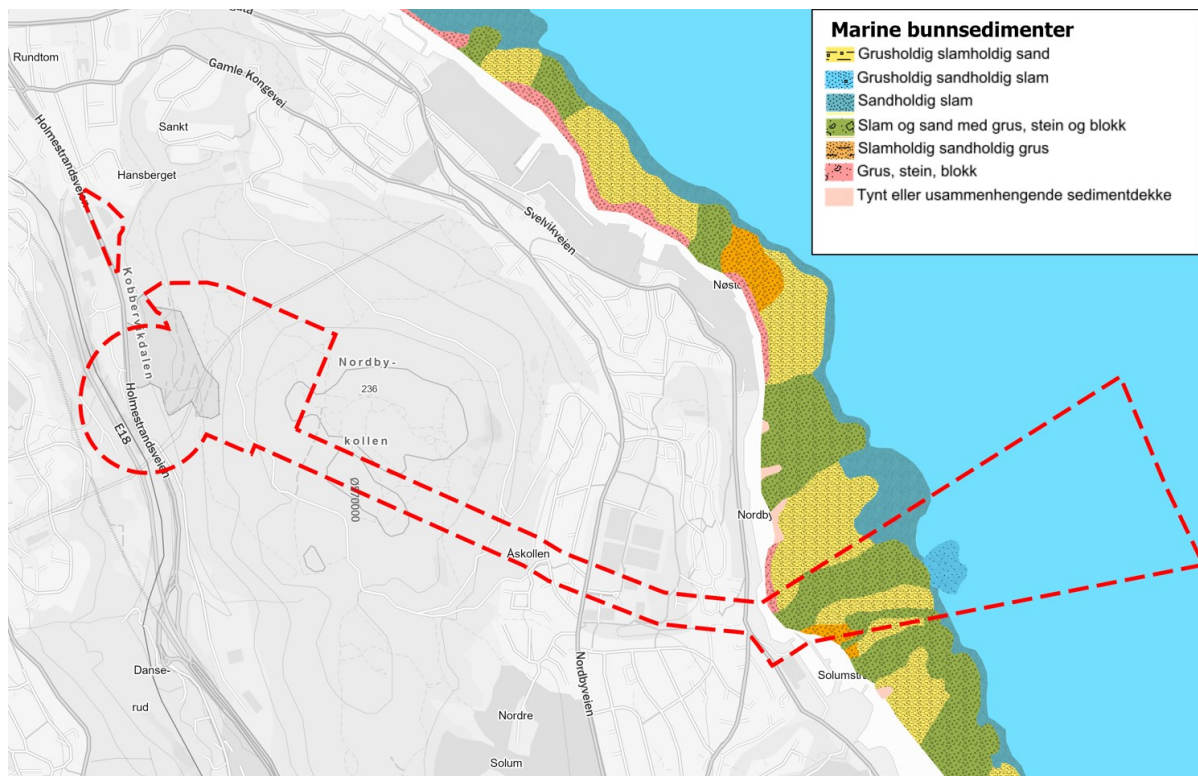 Marine bunnsedimenter
Grusholdig slamholdig sand
Grusholdig sandholdig slam
Sandholdig slam
Slam og sand med grus, stein og blokk
Slamholdig sandholdig grus
Grus, stein, blokk
Tynt eller usammenhengende sedimentdekke
Rundtom
Gamle Kongevei
Sankt
Hansberget
Holmestrandsveien
Svelvikveien
Kobbervikdalen
Nordby-
236
kollen
E18
Holmestrandsveien
Åskollen
Nordbyveien
Danse-
rud
Nordre
Solum